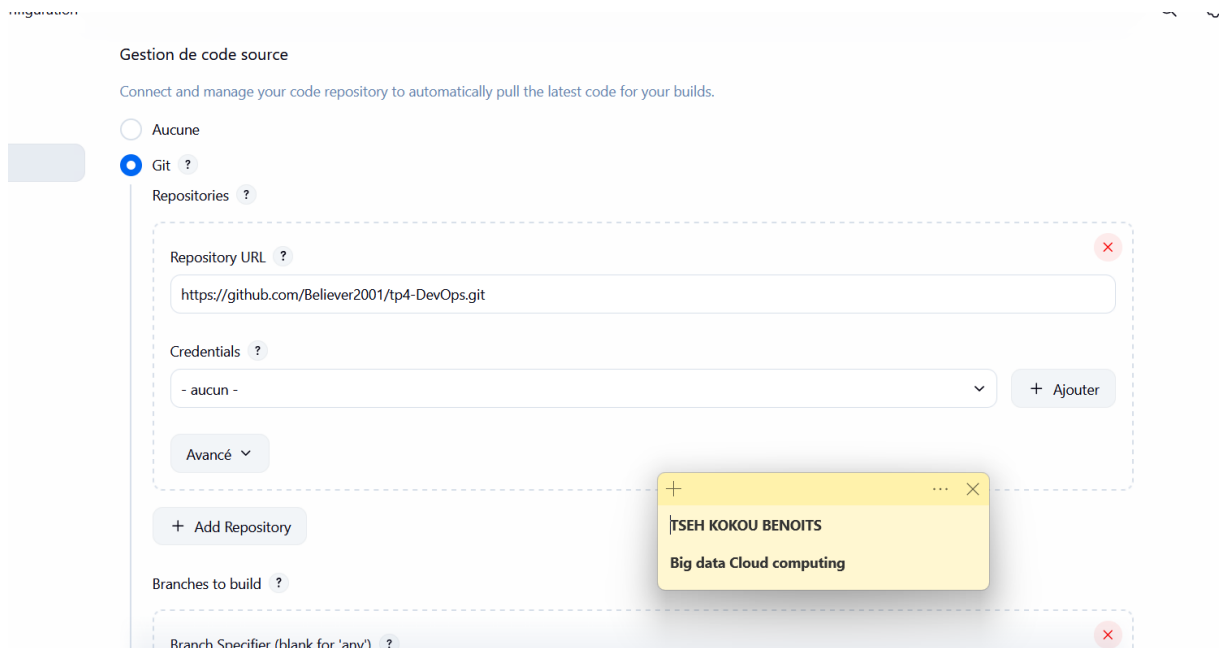 Gestion de code source
Connect and manage your code repository to automatically pull the latest code for your builds.
Aucune
Git ?
Repositories ?
Repository URL ?
https://github.com/Believer2001/tp4-DevOps.git
Credentials ?
- aucun -
+ Ajouter
Avancé
+ Add Repository
TSEH KOKOU BENOITS
Big data Cloud computing
Branches to build ?
Branch Specifier (blank for 'any') ?